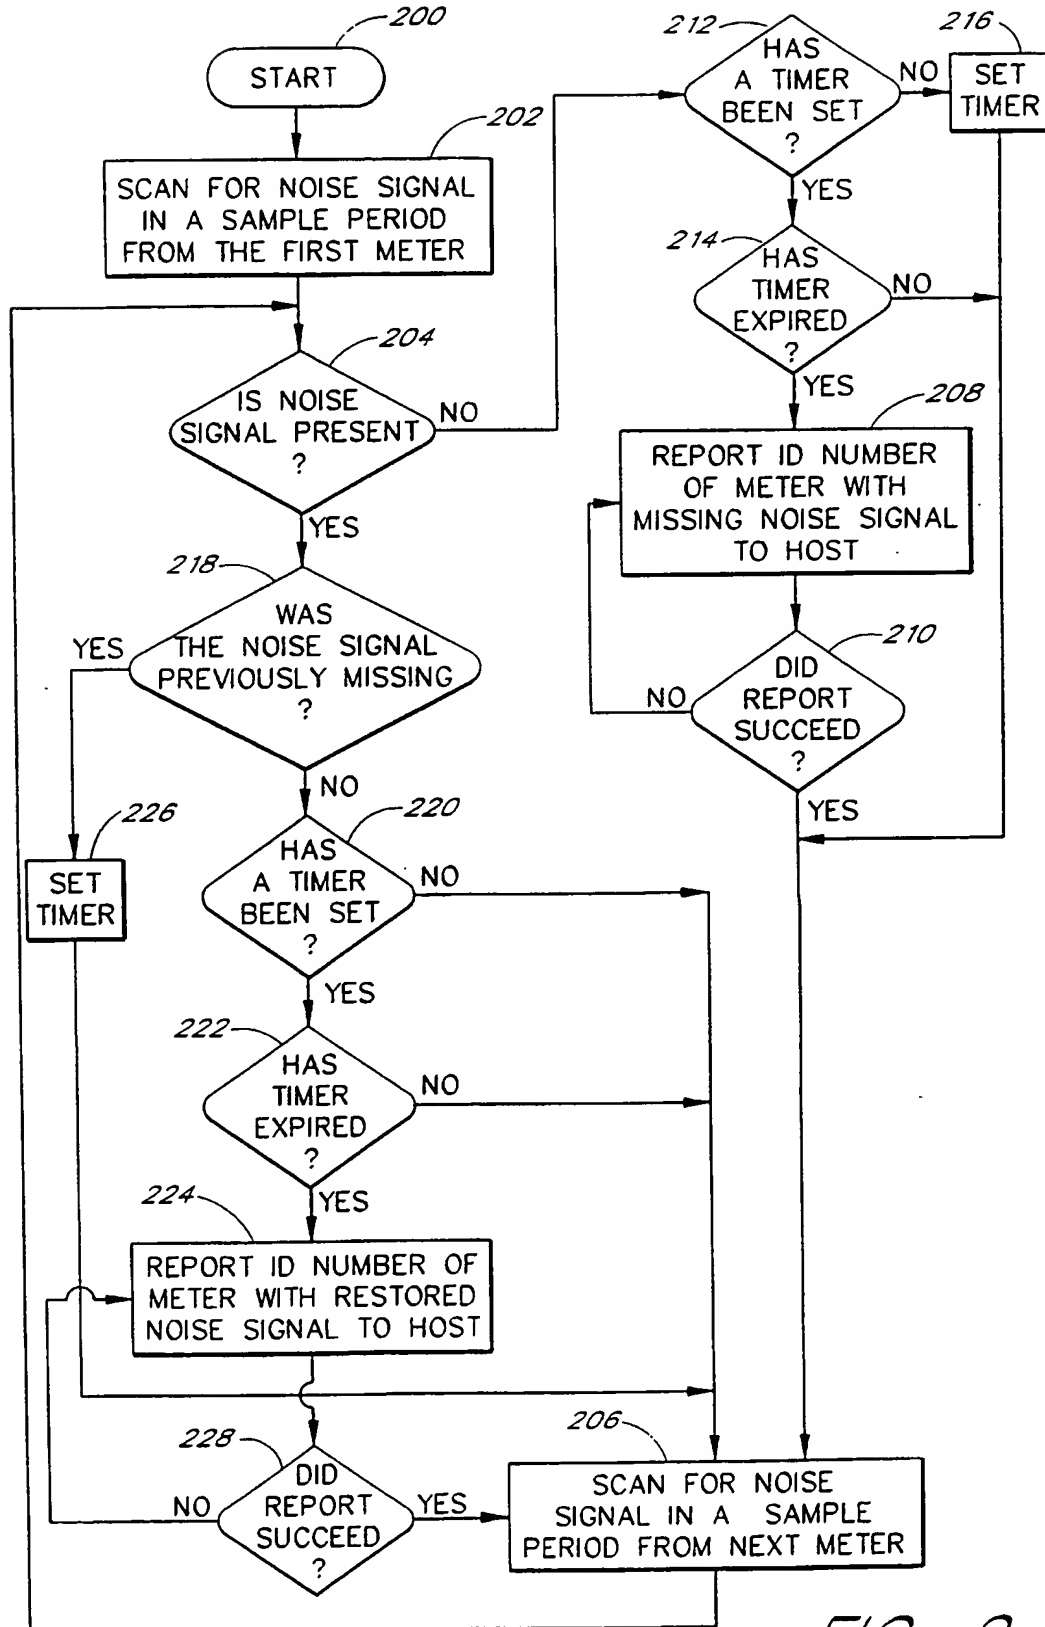 200
START
202
SCAN FOR NOISE SIGNAL
IN A SAMPLE PERIOD
FROM THE FIRST METER
204
IS NOISE
SIGNAL PRESENT
?
NO
YES
212
HAS
A TIMER
BEEN SET
?
NO
216
SET
TIMER
YES
214
HAS
TIMER
EXPIRED
?
NO
YES
208
REPORT ID NUMBER
OF METER WITH
MISSING NOISE SIGNAL
TO HOST
210
DID
REPORT
SUCCEED
?
NO
YES
218
WAS
THE NOISE SIGNAL
PREVIOUSLY MISSING
?
YES
NO
226
SET
TIMER
220
HAS
A TIMER
BEEN SET
?
NO
YES
222
HAS
TIMER
EXPIRED
?
NO
YES
224
REPORT ID NUMBER OF
METER WITH RESTORED
NOISE SIGNAL TO HOST
228
DID
REPORT
SUCCEED
?
NO
YES
206
SCAN FOR NOISE
SIGNAL IN A SAMPLE
PERIOD FROM NEXT METER